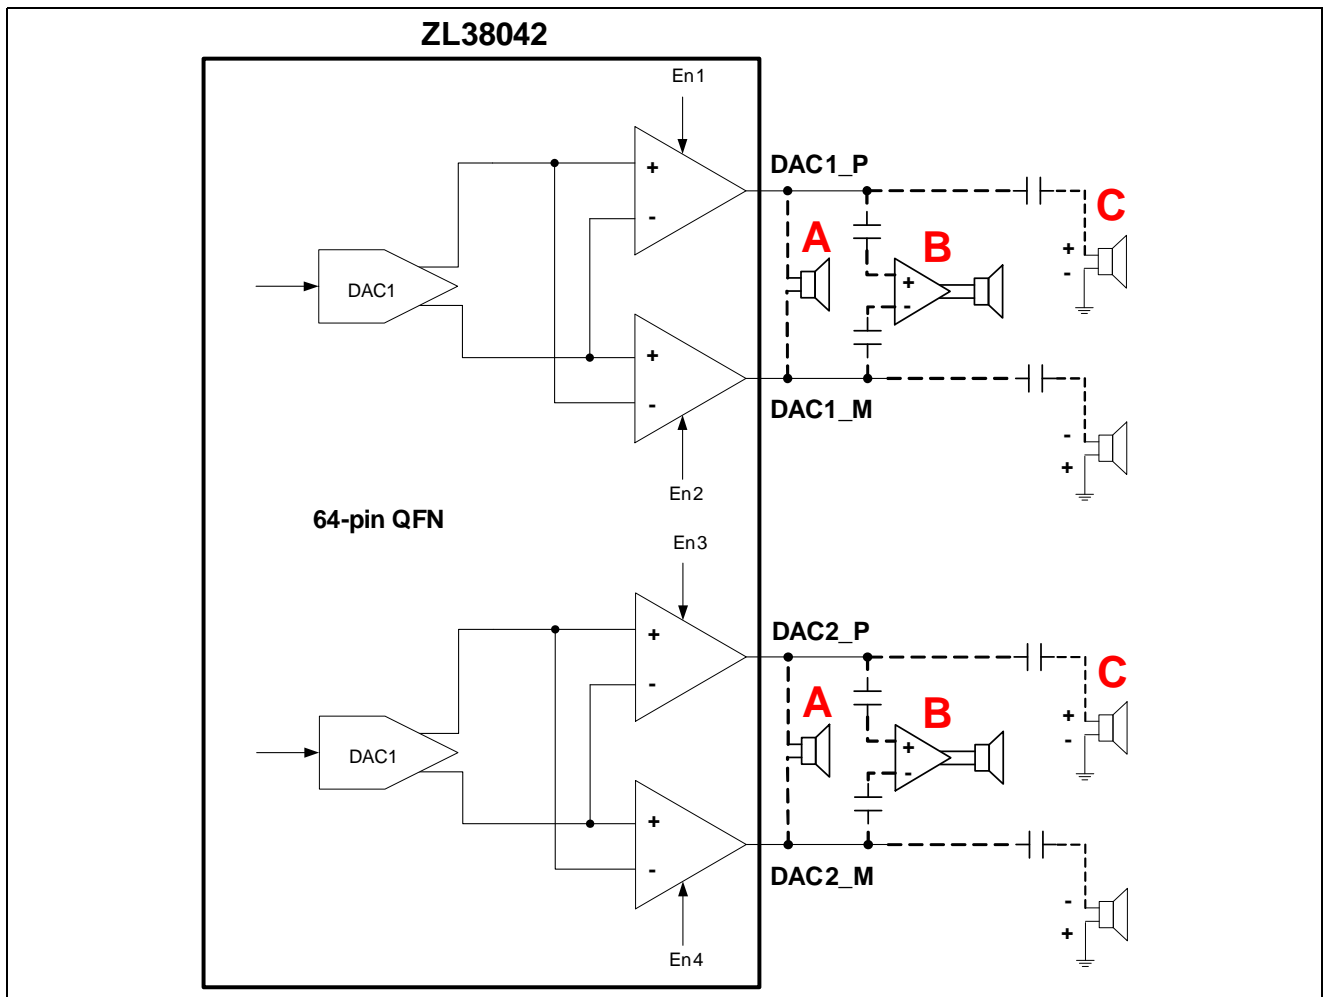 ZL38042
En1
DAC1_P
+
-
A
B
C
+
-
+
-
DAC1
+
-
DAC1_M
-
+
En2
64-pin QFN
En3
DAC2_P
+
-
A
B
C
+
-
+
-
DAC1
+
-
DAC2_M
-
+
En4